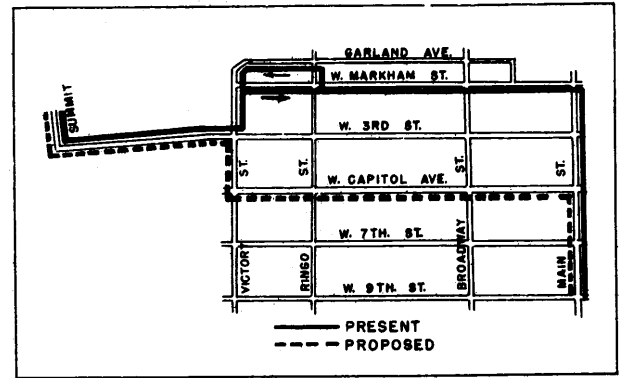 GARLAND AVE.
W. MARKHAM ST.
SUMMIT
W. 3RD ST.
ST.
ST.
ST.
ST.
W. CAPITOL AVE.
W. 7TH. ST.
VICTORY
RINGO
BROADWAY
MAIN
W. 9TH. ST.
PRESENT
PROPOSED